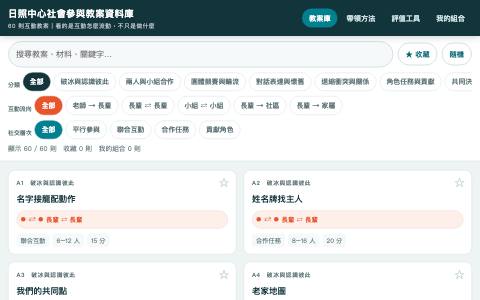 日照中心社會參與教案資料庫
60 則互動教案｜看的是互動怎麼流動，不只是做什麼
教案庫
帶領方法
評值工具
我的組合
搜尋教案、材料、關鍵字…
★ 收藏
隨機
分類 全部 破冰與認識彼此 兩人與小組合作 團體競賽與輪流 對話表達與懷舊 退縮衝突與關係 角色任務與貢獻 共同決
互動流向 全部 老師 → 長輩 長輩 ⇄ 長輩 小組 ⇄ 小組 長輩 → 社區 長輩 → 家屬
社交層次 全部 平行參與 聯合互動 合作任務 貢獻角色
顯示 60 / 60 則 收藏 0 則 我的組合 0 則
A1 破冰與認識彼此 ☆
名字接龍配動作
● ⇄ ● 長輩 ⇄ 長輩
聯合互動 6–12 人 15 分
A2 破冰與認識彼此 ☆
姓名牌找主人
● ⇄ ● 長輩 ⇄ 長輩
合作任務 8–16 人 20 分
A3 破冰與認識彼此 ☆
我們的共同點
A4 破冰與認識彼此 ☆
老家地圖